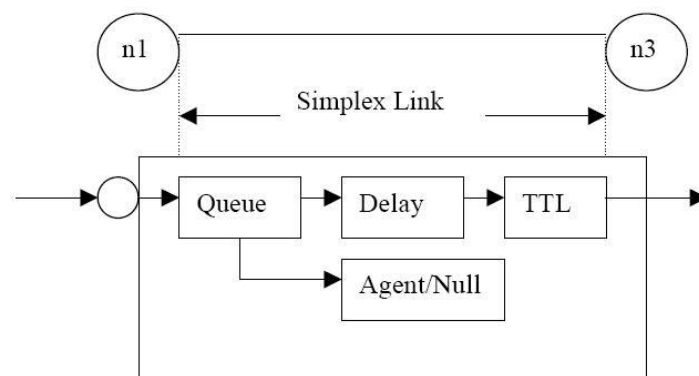 n1
n3
Simplex Link
Queue
Delay
TTL
Agent/Null